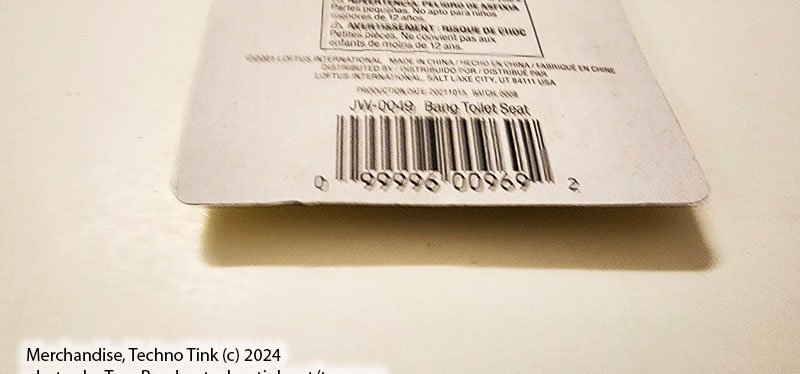 ADVERTENCIA: PELIGRO DE ASFIXIA
Partes pequeñas. No apto para niños
menores de 12 años.
⚠ AVERTISSEMENT : RISQUE DE CHOC
Petites pièces. Ne convient pas aux
enfants de moins de 12 ans.
LOFTUS INTERNATIONAL MADE IN CHINA / HECHO EN CHINA / FABRIQUÉ EN CHINE
DISTRIBUTED BY / DISTRIBUIDO POR / DISTRIBUÉ PAR
LOFTUS INTERNATIONAL, SALT LAKE CITY, UT 84111 USA
PRODUCTION DATE: 20211015 BATCH: 0008
JW-0049 Bang Toilet Seat
0 99996 00969 2
Merchandise, Techno Tink (c) 2024